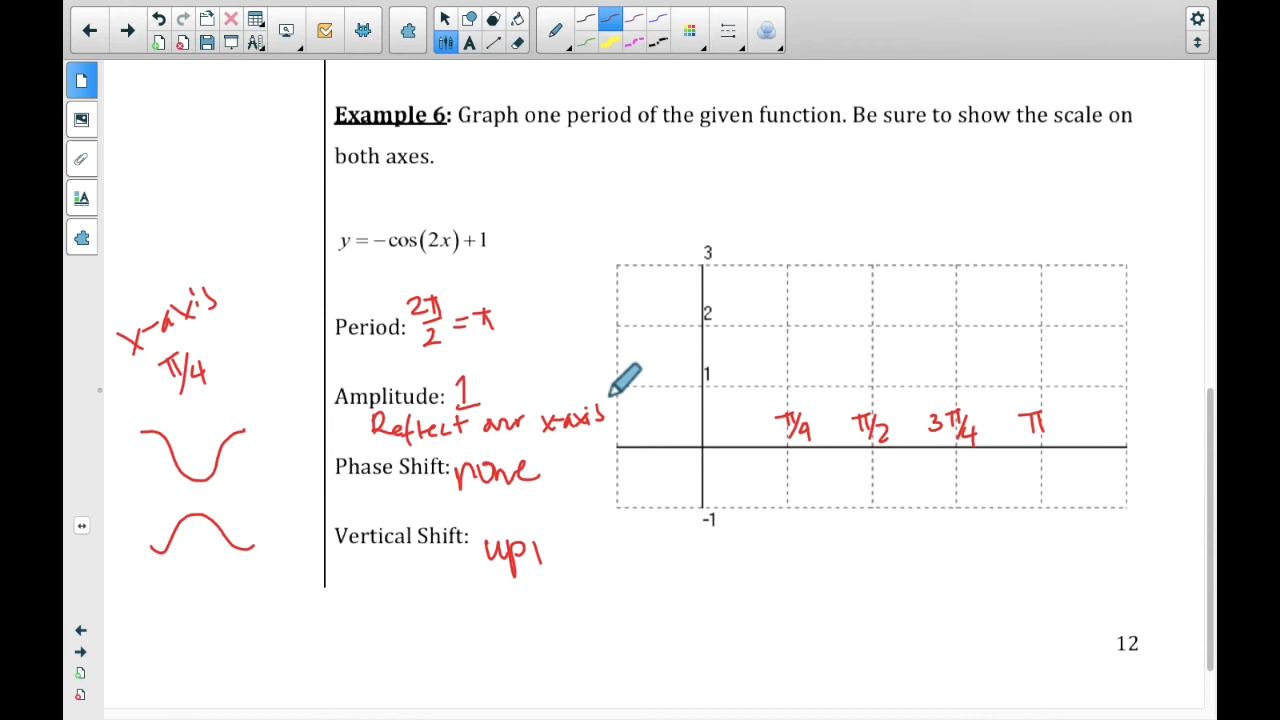 Example 6: Graph one period of the given function. Be sure to show the scale on
both axes.
y = −cos(2x) + 1
x-axis
π/4
Period: 2π/2 = π
Amplitude: 1
Reflect over x-axis
Phase Shift: none
Vertical Shift: up 1
3
2
1
π/4 π/2 3π/4 π
-1
12